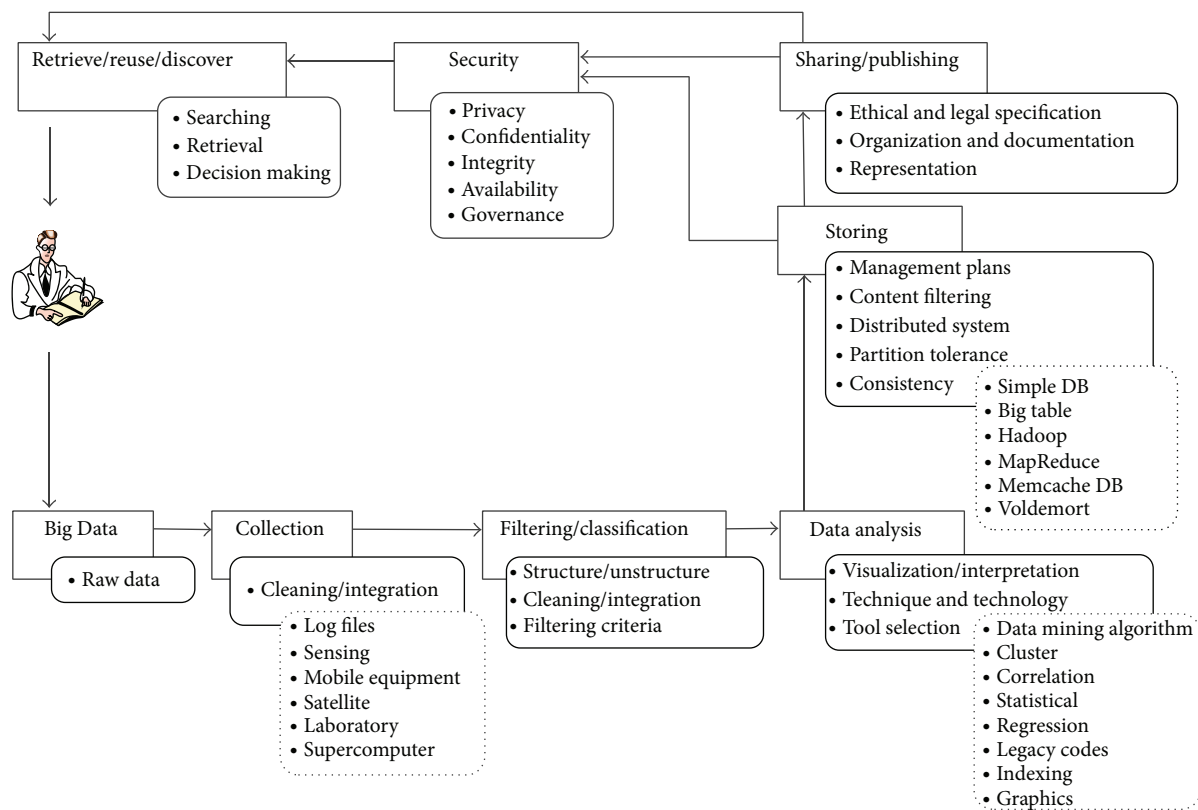 Retrieve/reuse/discover
• Searching
• Retrieval
• Decision making
Security
• Privacy
• Confidentiality
• Integrity
• Availability
• Governance
Sharing/publishing
• Ethical and legal specification
• Organization and documentation
• Representation
Storing
• Management plans
• Content filtering
• Distributed system
• Partition tolerance
• Consistency
• Simple DB
• Big table
• Hadoop
• MapReduce
• Memcache DB
• Voldemort
Big Data
• Raw data
Collection
• Cleaning/integration
• Log files
• Sensing
• Mobile equipment
• Satellite
• Laboratory
• Supercomputer
Filtering/classification
• Structure/unstructure
• Cleaning/integration
• Filtering criteria
Data analysis
• Visualization/interpretation
• Technique and technology
• Tool selection
• Data mining algorithm
• Cluster
• Correlation
• Statistical
• Regression
• Legacy codes
• Indexing
• Graphics